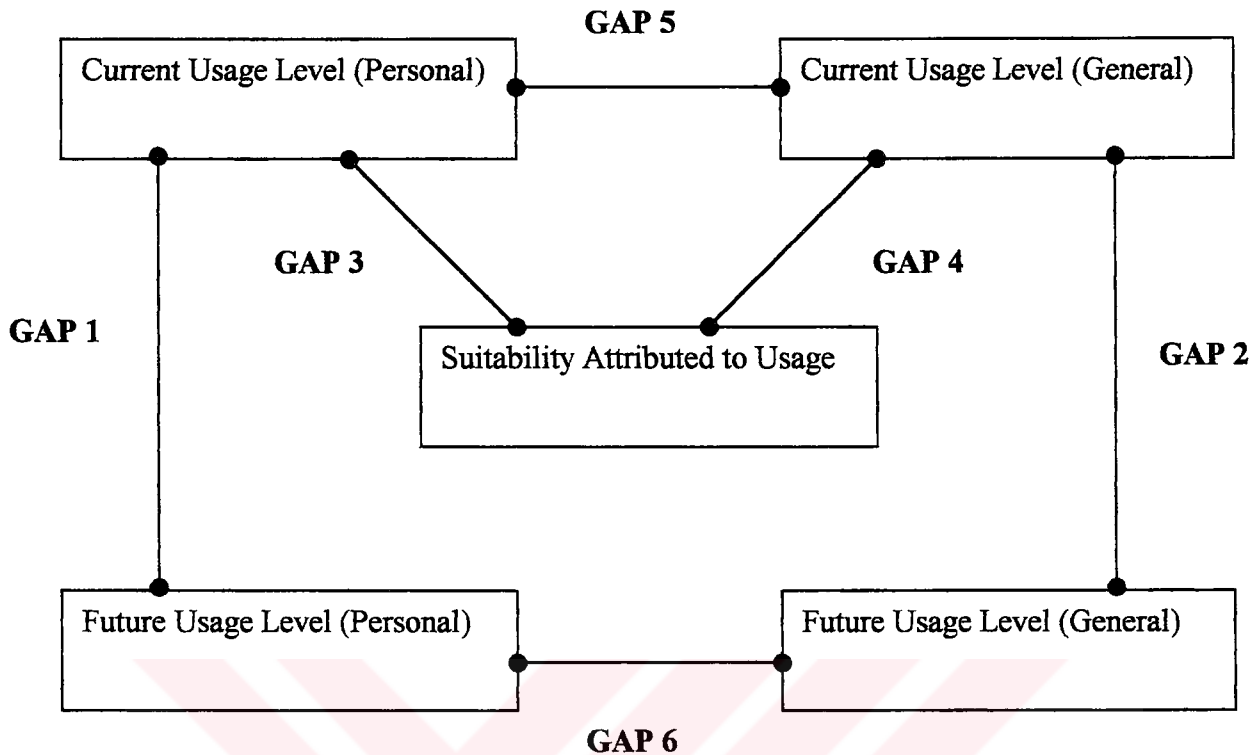 GAP 5
Current Usage Level (Personal)
Current Usage Level (General)
GAP 3
GAP 4
GAP 1
Suitability Attributed to Usage
GAP 2
Future Usage Level (Personal)
Future Usage Level (General)
GAP 6